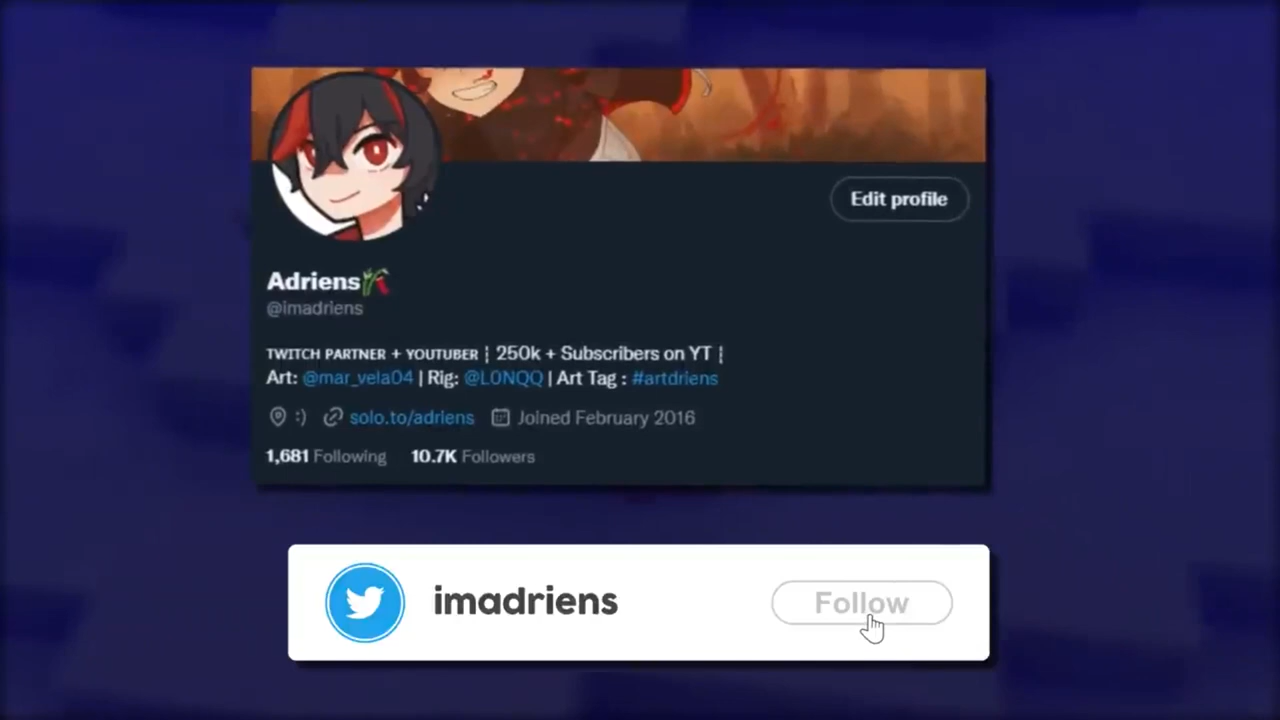 Edit profile
Adriens
@imadriens
TWITCH PARTNER + YOUTUBER ¦ 250k + Subscribers on YT ¦
Art: @mar_vela04 | Rig: @L0NQQ | Art Tag : #artdriens
:) solo.to/adriens Joined February 2016
1,681 Following 10.7K Followers
imadriens Follow